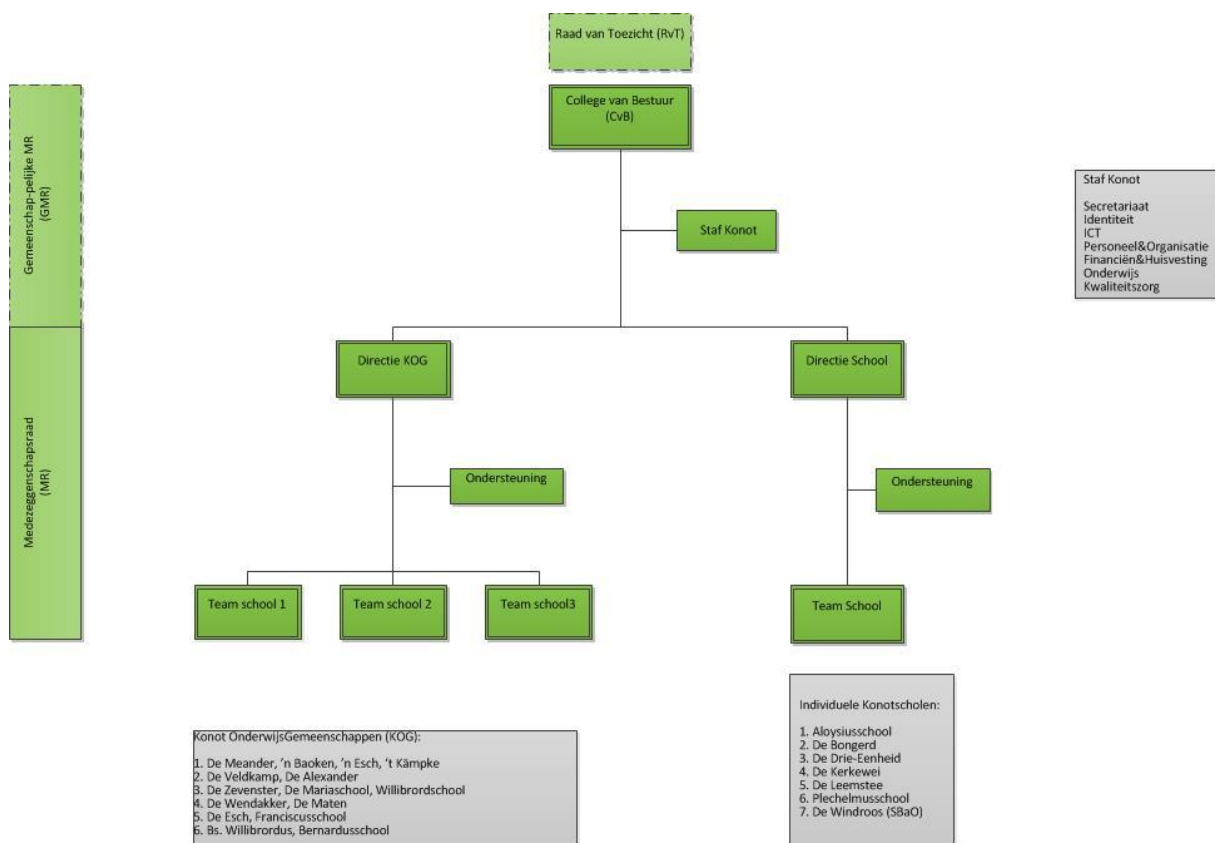 Raad van Toezicht (RvT)
College van Bestuur
(CvB)
Gemeenschap-pelijke MR
(GMR)
Staf Konot
Staf Konot
Secretariaat
Identiteit
ICT
Personeel&Organisatie
Financiën&Huisvesting
Onderwijs
Kwaliteitszorg
Directie KOG
Directie School
Medezeggenschapsraad
(MR)
Ondersteuning
Ondersteuning
Team school 1
Team school 2
Team school3
Team School
Konot OnderwijsGemeenschappen (KOG):
1. De Meander, 'n Baoken, 'n Esch, 't Kämpke
2. De Veldkamp, De Alexander
3. De Zevenster, De Mariaschool, Willibrordschool
4. De Wendakker, De Maten
5. De Esch, Franciscusschool
6. Bs. Willibrordus, Bernardusschool
Individuele Konotscholen:
1. Aloysiusschool
2. De Bongerd
3. De Drie-Eenheid
4. De Kerkewei
5. De Leemstee
6. Plechelmusschool
7. De Windroos (SBaO)